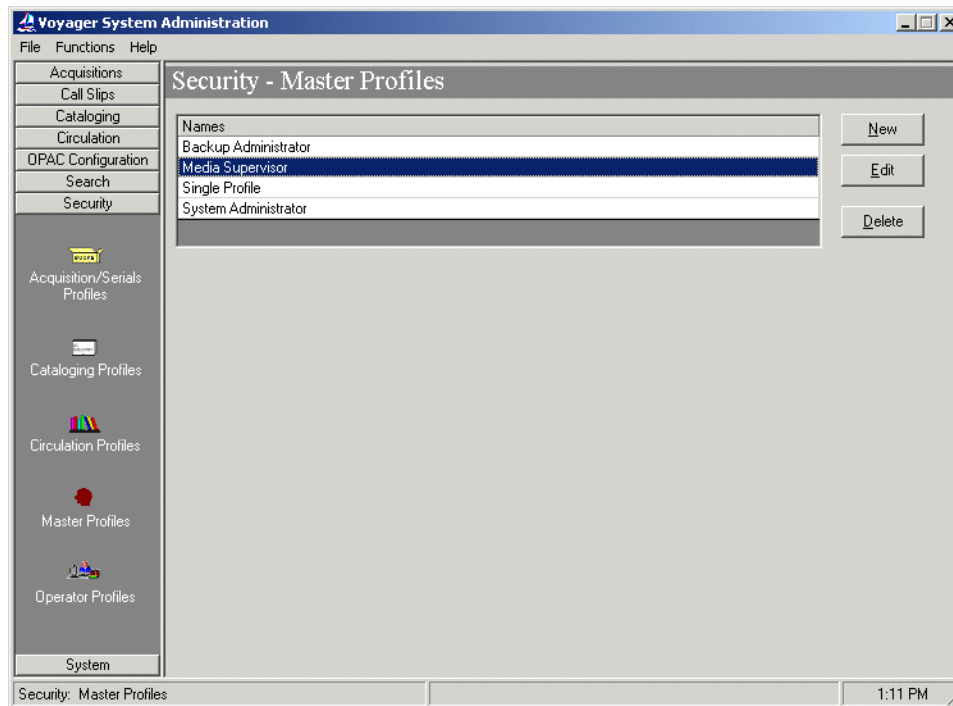 Voyager System Administration
File Functions Help
Acquisitions
Call Slips
Cataloging
Circulation
OPAC Configuration
Search
Security
Acquisition/Serials
Profiles
Cataloging Profiles
Circulation Profiles
Master Profiles
Operator Profiles
System
Security - Master Profiles
Names
Backup Administrator
Media Supervisor
Single Profile
System Administrator
New
Edit
Delete
Security: Master Profiles
1:11 PM